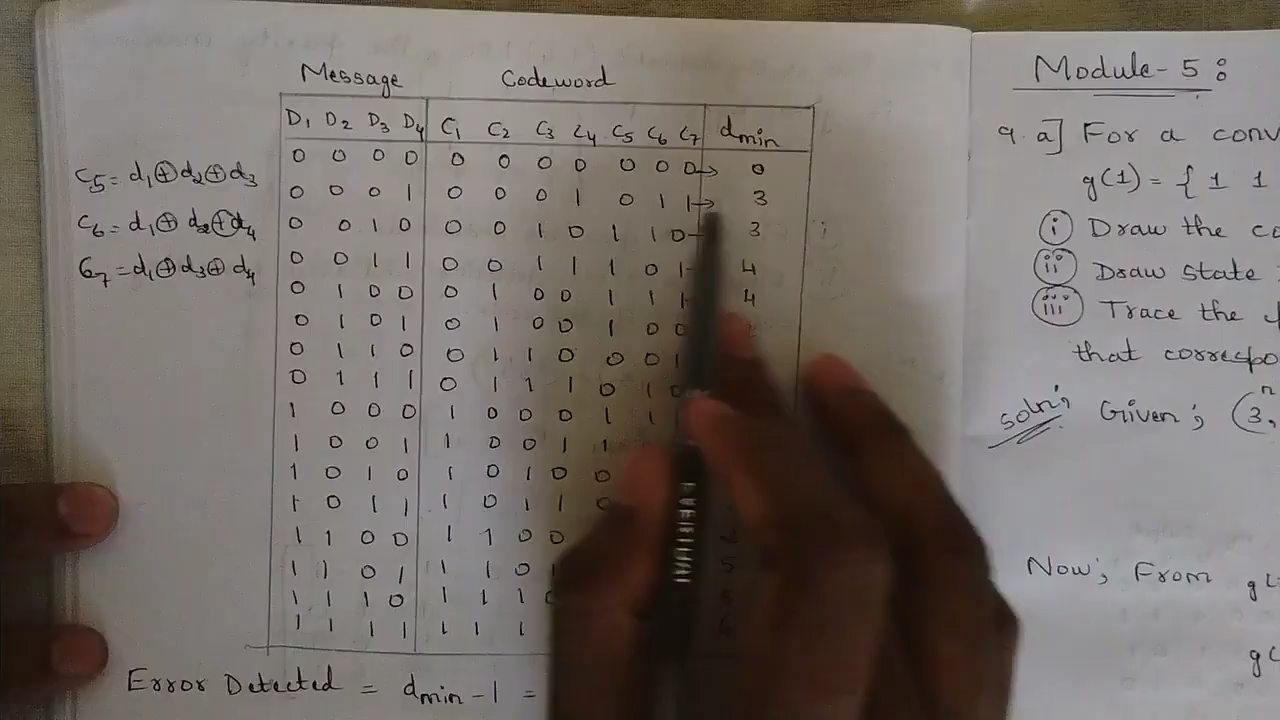 Message Codeword
D1 D2 D3 D4 C1 C2 C3 C4 C5 C6 C7 dmin
0 0 0 0 0 0 0 0 0 0 0→ 0
C5 = d1⊕d2⊕d3
0 0 0 1 0 0 0 1 0 1 1→ 3
C6 = d1⊕ d2⊕d4
0 0 1 0 0 0 1 0 1 1 0 3
C7 = d1⊕d3⊕ d4
0 0 1 1 0 0 1 1 1 0 1 4
0 1 0 0 0 1 0 0 1 1 1 4
0 1 0 1 0 1 0 0 1 0 0
0 1 1 0 0 1 1 0 0 0 1
0 1 1 1 0 1 1 1 0 1 0
1 0 0 0 1 0 0 0 1 1
1 0 0 1 1 0 0 1 1
1 0 1 0 1 0 1 0 0
1 0 1 1 1 0 1 1 0
1 1 0 0 1 1 0 0
1 1 0 1 1 1 0 1 5
1 1 1 0 1 1 1 0
1 1 1 1 1 1 1
Error Detected = dmin - 1 =
Module-5:
9. a] For a conv
g(1) = { 1 1
(i) Draw the co
(ii) Draw state
(iii) Trace the
that correspo
soln; Given; (3,
n
Now; From g(
g(